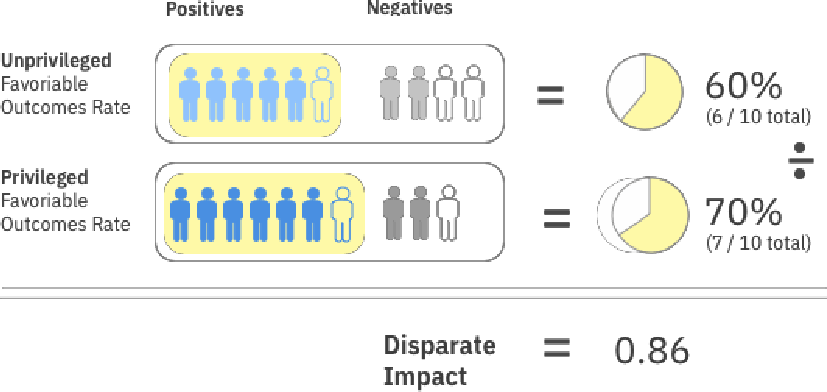 Positives
Negatives
Unprivileged
Favoriable
Outcomes Rate
= 60%
(6 / 10 total)
÷
Privileged
Favoriable
Outcomes Rate
= 70%
(7 / 10 total)
Disparate
Impact
= 0.86